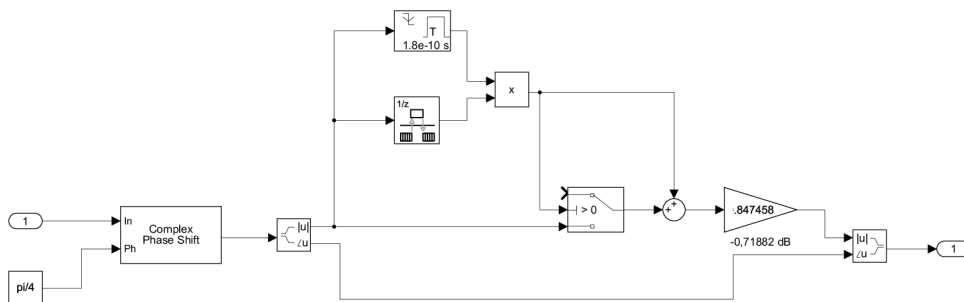 T
1.8e-10 s
1/z
x
1
In
Ph
Complex
Phase Shift
pi/4
|u|
∠u
> 0
+
+
.847458
-0,71882 dB
|u|
∠u
1